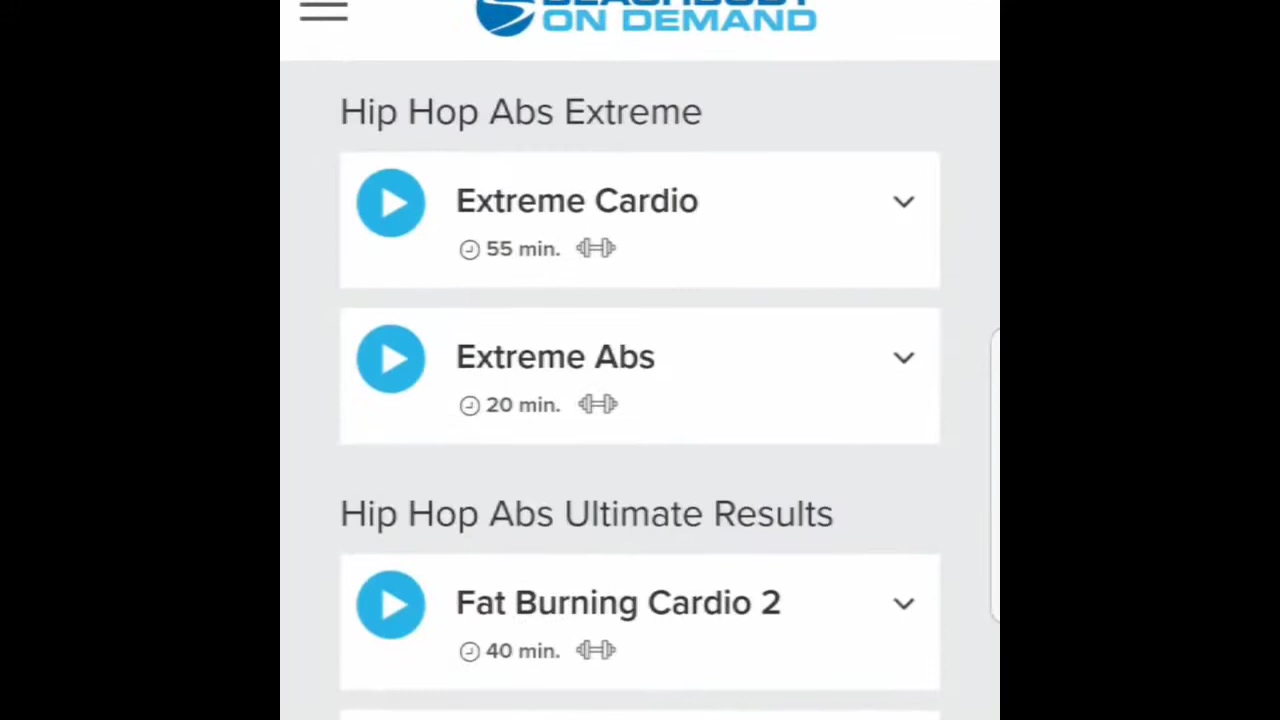 BEACHBODY
ON DEMAND
Hip Hop Abs Extreme
Extreme Cardio
55 min.
Extreme Abs
20 min.
Hip Hop Abs Ultimate Results
Fat Burning Cardio 2
40 min.